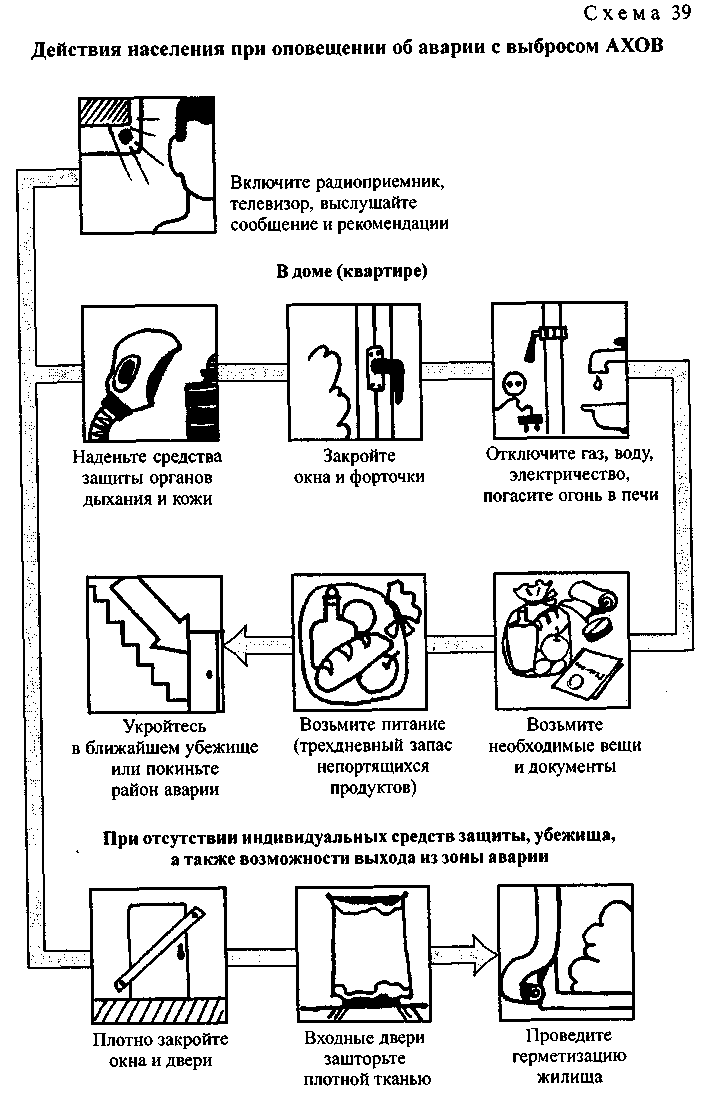 Схема 39
Действия населения при оповещении об аварии с выбросом АХОВ
Включите радиоприемник,
телевизор, выслушайте
сообщение и рекомендации
В доме (квартире)
Наденьте средства
защиты органов
дыхания и кожи
Закройте
окна и форточки
Отключите газ, воду,
электричество,
погасите огонь в печи
Укройтесь
в ближайшем убежище
или покиньте
район аварии
Возьмите питание
(трехдневный запас
непортящихся
продуктов)
Возьмите
необходимые вещи
и документы
При отсутствии индивидуальных средств защиты, убежища,
а также возможности выхода из зоны аварии
Плотно закройте
окна и двери
Входные двери
зашторьте
плотной тканью
Проведите
герметизацию
жилища